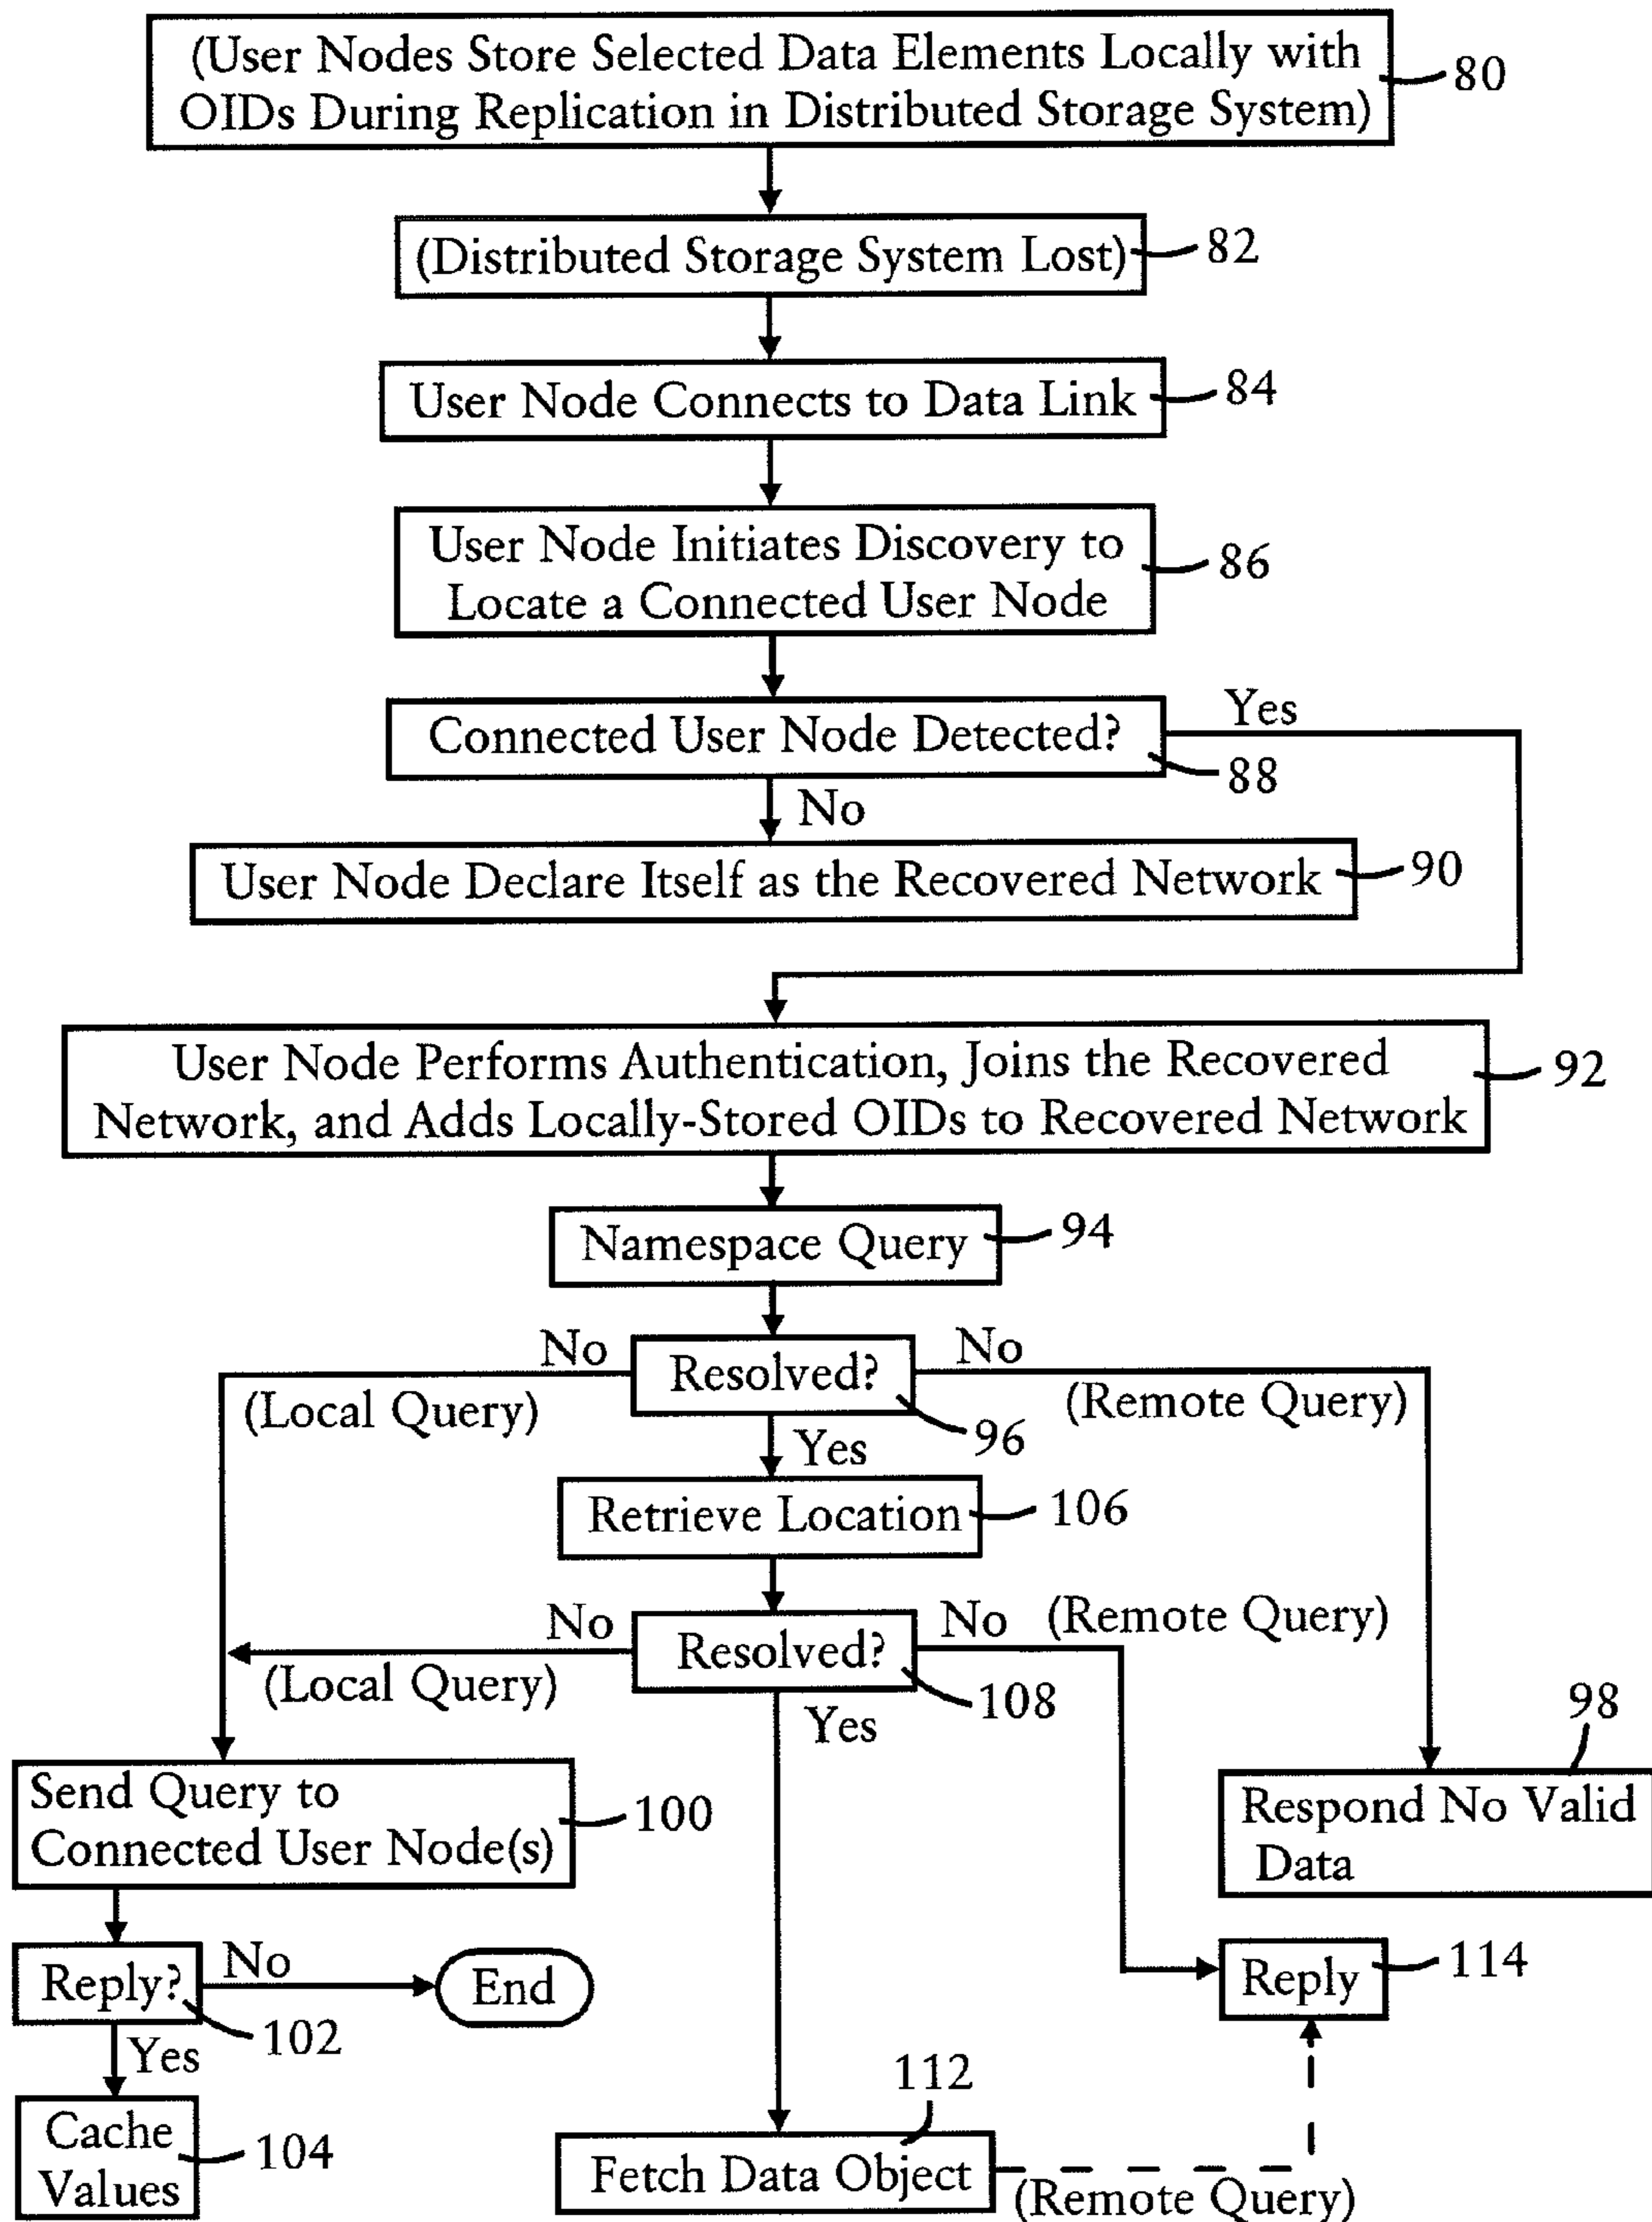 (User Nodes Store Selected Data Elements Locally with
OIDs During Replication in Distributed Storage System)
80
(Distributed Storage System Lost)
82
User Node Connects to Data Link
84
User Node Initiates Discovery to
Locate a Connected User Node
86
Connected User Node Detected?
Yes
88
No
User Node Declare Itself as the Recovered Network
90
User Node Performs Authentication, Joins the Recovered
Network, and Adds Locally-Stored OIDs to Recovered Network
92
Namespace Query
94
No
Resolved?
No
(Local Query)
(Remote Query)
96
Yes
Retrieve Location
106
No
Resolved?
No
(Remote Query)
(Local Query)
108
Yes
98
Send Query to
Connected User Node(s)
100
Respond No Valid
Data
Reply?
No
End
102
Yes
Reply
114
Cache
Values
104
112
Fetch Data Object
(Remote Query)